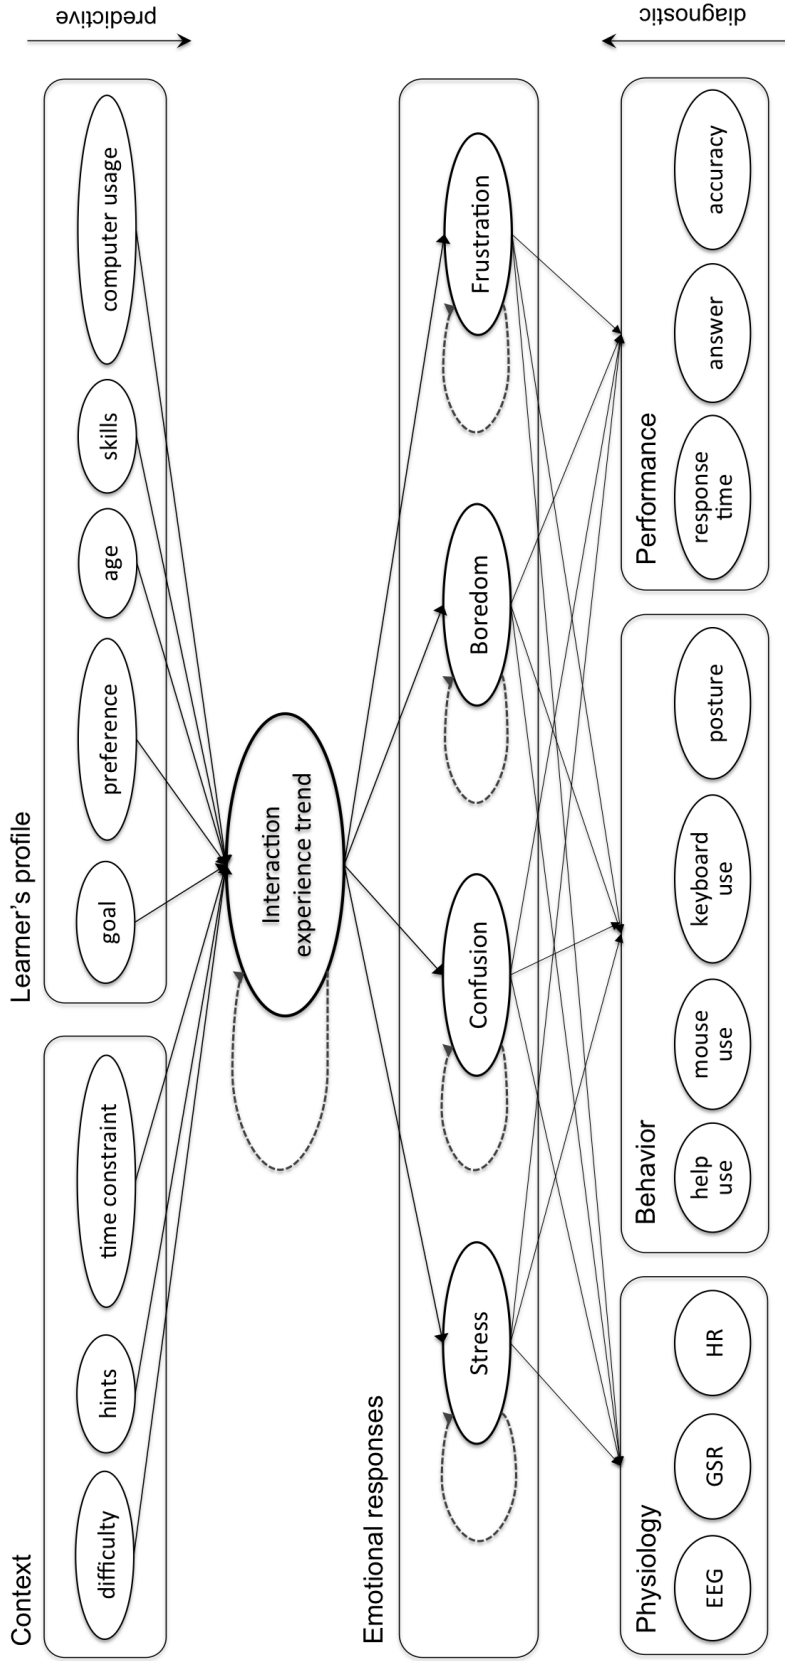 Context
difficulty
hints
time constraint
Learner's profile
goal
preference
age
skills
computer usage
predictive
Interaction
experience trend
Emotional responses
Stress
Confusion
Boredom
Frustration
Physiology
EEG
GSR
HR
Behavior
help
use
mouse
use
keyboard
use
posture
Performance
response
time
answer
accuracy
diagnostic